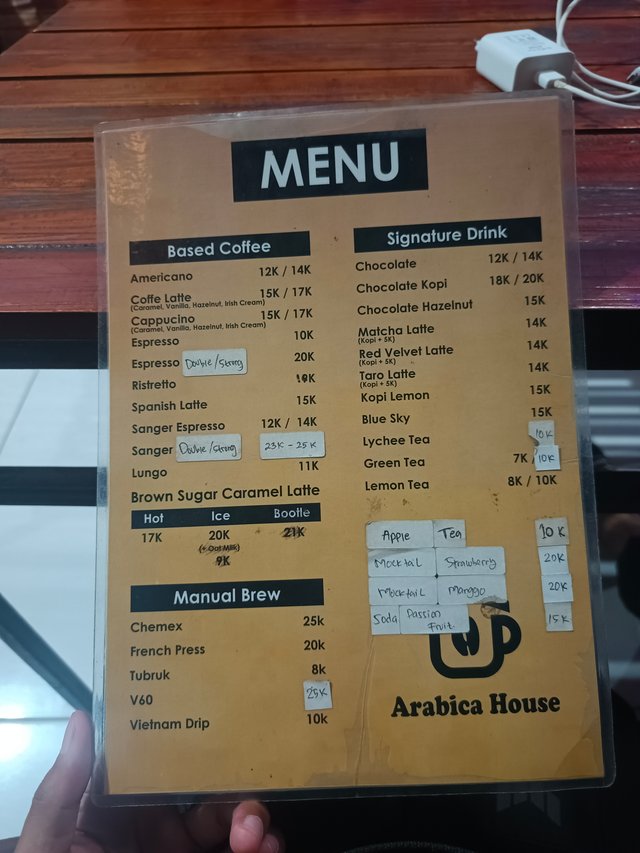 MENU
Based Coffee
Americano 12K / 14K
Coffe Latte 15K / 17K
(Caramel, Vanilla, Hazelnut, Irish Cream)
Cappucino 15K / 17K
(Caramel, Vanilla, Hazelnut, Irish Cream)
Espresso 10K
Espresso Double/Strong 20K
Ristretto 10K
Spanish Latte 15K
Sanger Espresso 12K / 14K
Sanger Double/Strong 23K - 25K
Lungo 11K
Brown Sugar Caramel Latte
Hot Ice Bootle
17K 20K 21K
(+ Oat Milk)
9K
Manual Brew
Chemex 25k
French Press 20k
Tubruk 8k
V60 25K
Vietnam Drip 10k
Signature Drink
Chocolate 12K / 14K
Chocolate Kopi 18K / 20K
Chocolate Hazelnut 15K
Matcha Latte 14K
(Kopi + 5K)
Red Velvet Latte 14K
(Kopi + 5K)
Taro Latte 14K
(Kopi + 5K)
Kopi Lemon 15K
Blue Sky 15K
Lychee Tea 10K
Green Tea 7K / 10K
Lemon Tea 8K / 10K
Apple Tea 10K
Mocktail Strawberry 20K
Mocktail Manggo 20K
Soda Passion Fruit 15K
Arabica House